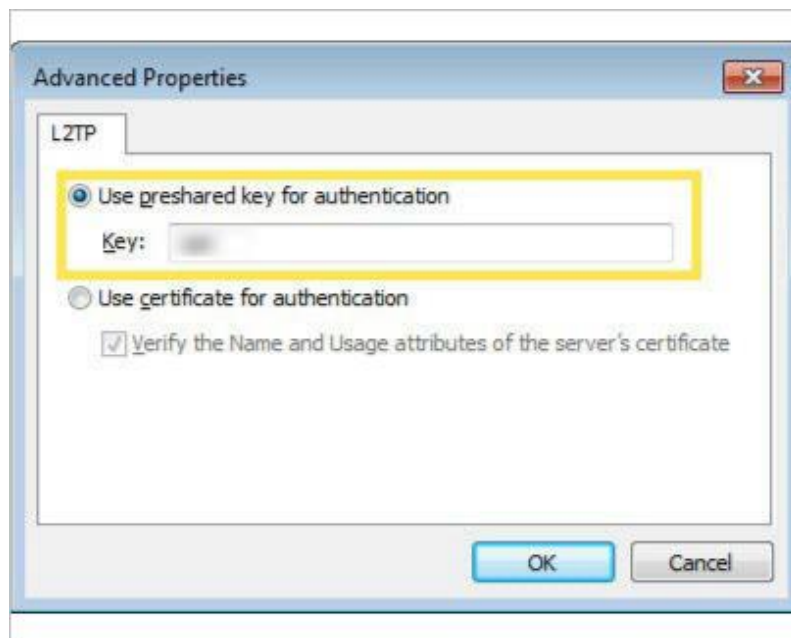 Advanced Properties
L2TP
Use preshared key for authentication
Key:
Use certificate for authentication
Verify the Name and Usage attributes of the server's certificate
OK
Cancel